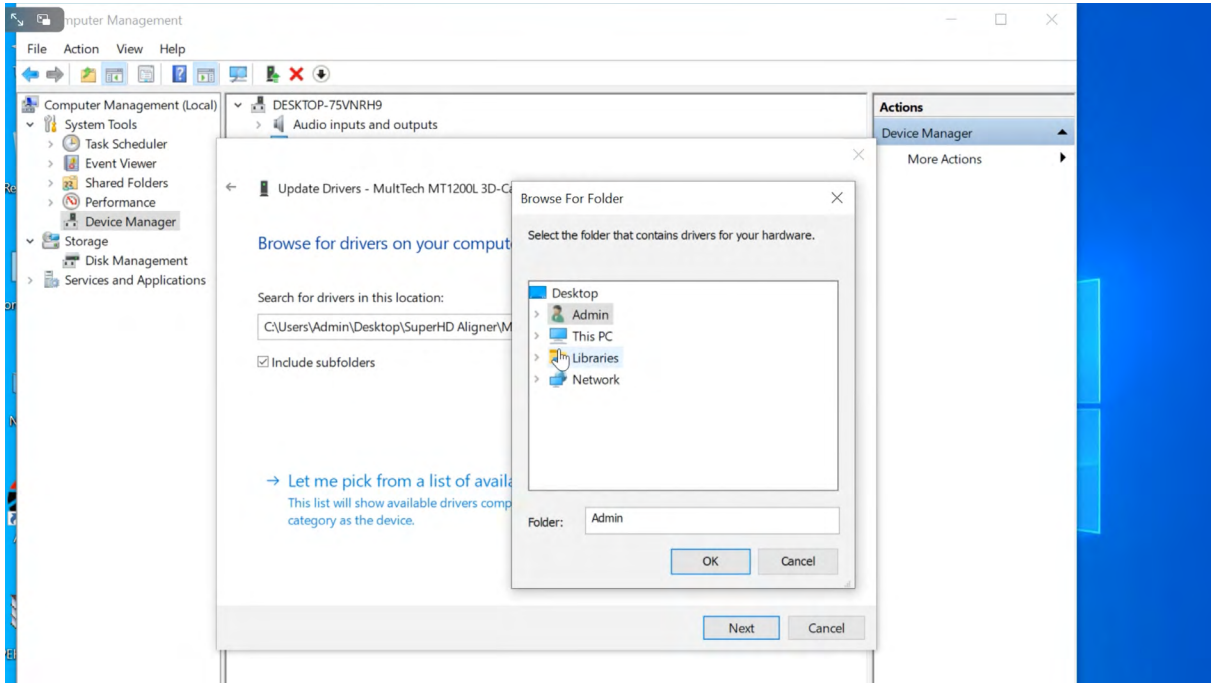 mputer Management
File Action View Help
Computer Management (Local)
System Tools
Task Scheduler
Event Viewer
Shared Folders
Performance
Device Manager
Storage
Disk Management
Services and Applications
DESKTOP-75VNRH9
Audio inputs and outputs
Update Drivers - MultTech MT1200L 3D-Ca
Browse for drivers on your comput
Search for drivers in this location:
C:\Users\Admin\Desktop\SuperHD Aligner\M
Include subfolders
Let me pick from a list of availa
This list will show available drivers comp
category as the device.
Next Cancel
Browse For Folder
Select the folder that contains drivers for your hardware.
Desktop
Admin
This PC
Libraries
Network
Folder: Admin
OK Cancel
Actions
Device Manager
More Actions